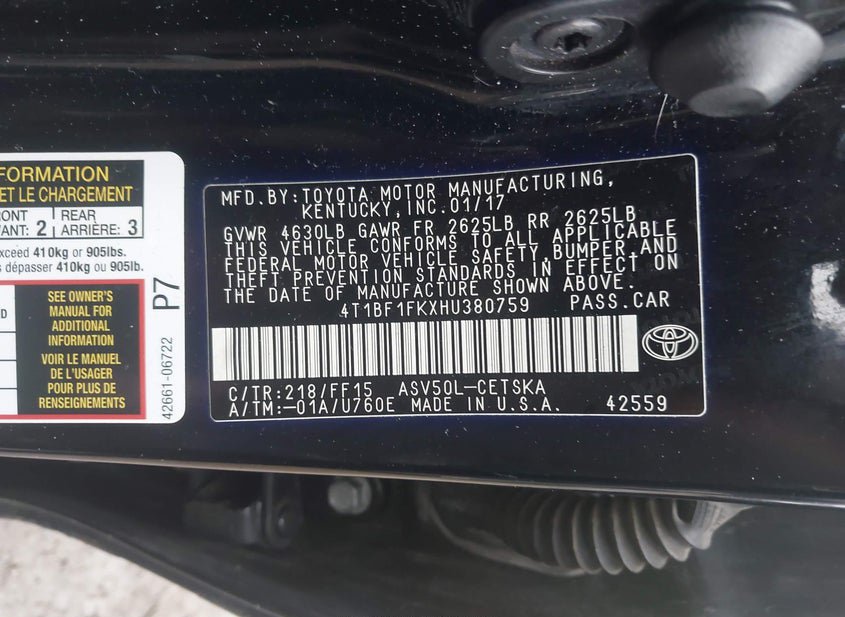 FORMATION
ET LE CHARGEMENT
RONT
ANT: 2
REAR
ARRIÈRE: 3
exceed 410kg or 905lbs.
s dépasser 410kg ou 905lb.
HU
SEE OWNER'S
MANUAL FOR
ADDITIONAL
INFORMATION
VOIR LE MANUEL
DE L'USAGER
POUR PLUS DE
RENSEIGNEMENTS
P7
42661-06722
MFD.BY:TOYOTA MOTOR MANUFACTURING,
KENTUCKY,INC.01/17
GVWR 4630LB GAWR FR 2625LB RR 2625LB
THIS VEHICLE CONFORMS TO ALL APPLICABLE
FEDERAL MOTOR VEHICLE SAFETY,BUMPER,AND
THEFT PREVENTION STANDARDS IN EFFECT ON
THE DATE OF MANUFACTURE SHOWN ABOVE.
4T1BF1FKXHU380759 PASS.CAR
C/TR:218/FF15 ASV50L-CETSKA
A/TM:-01A/U760E MADE IN U.S.A. 42559